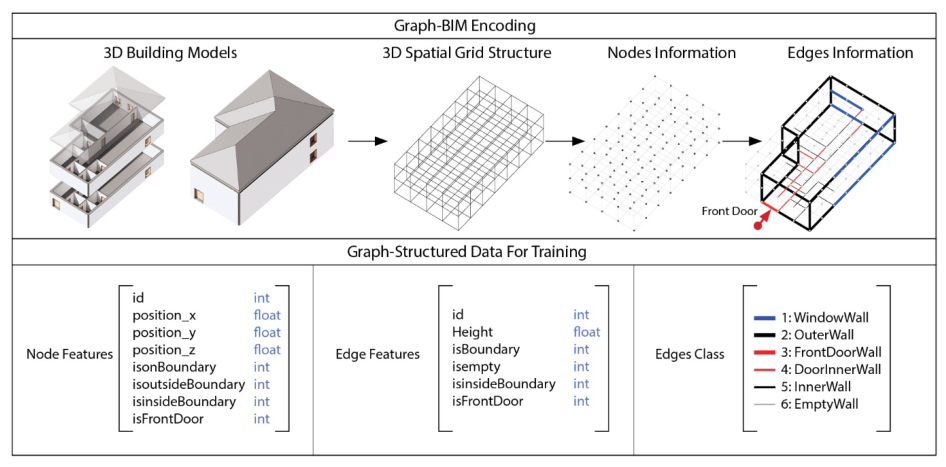 Graph-BIM Encoding
3D Building Models
3D Spatial Grid Structure
Nodes Information
Edges Information
Front Door
Graph-Structured Data For Training
Node Features
id int
position_x float
position_y float
position_z float
isonBoundary int
isoutsideBoundary int
isinsideBoundary int
isFrontDoor int
Edge Features
id int
Height float
isBoundary int
isempty int
isinsideBoundary int
isFrontDoor int
Edges Class
1: WindowWall
2: OuterWall
3: FrontDoorWall
4: DoorInnerWall
5: InnerWall
6: EmptyWall